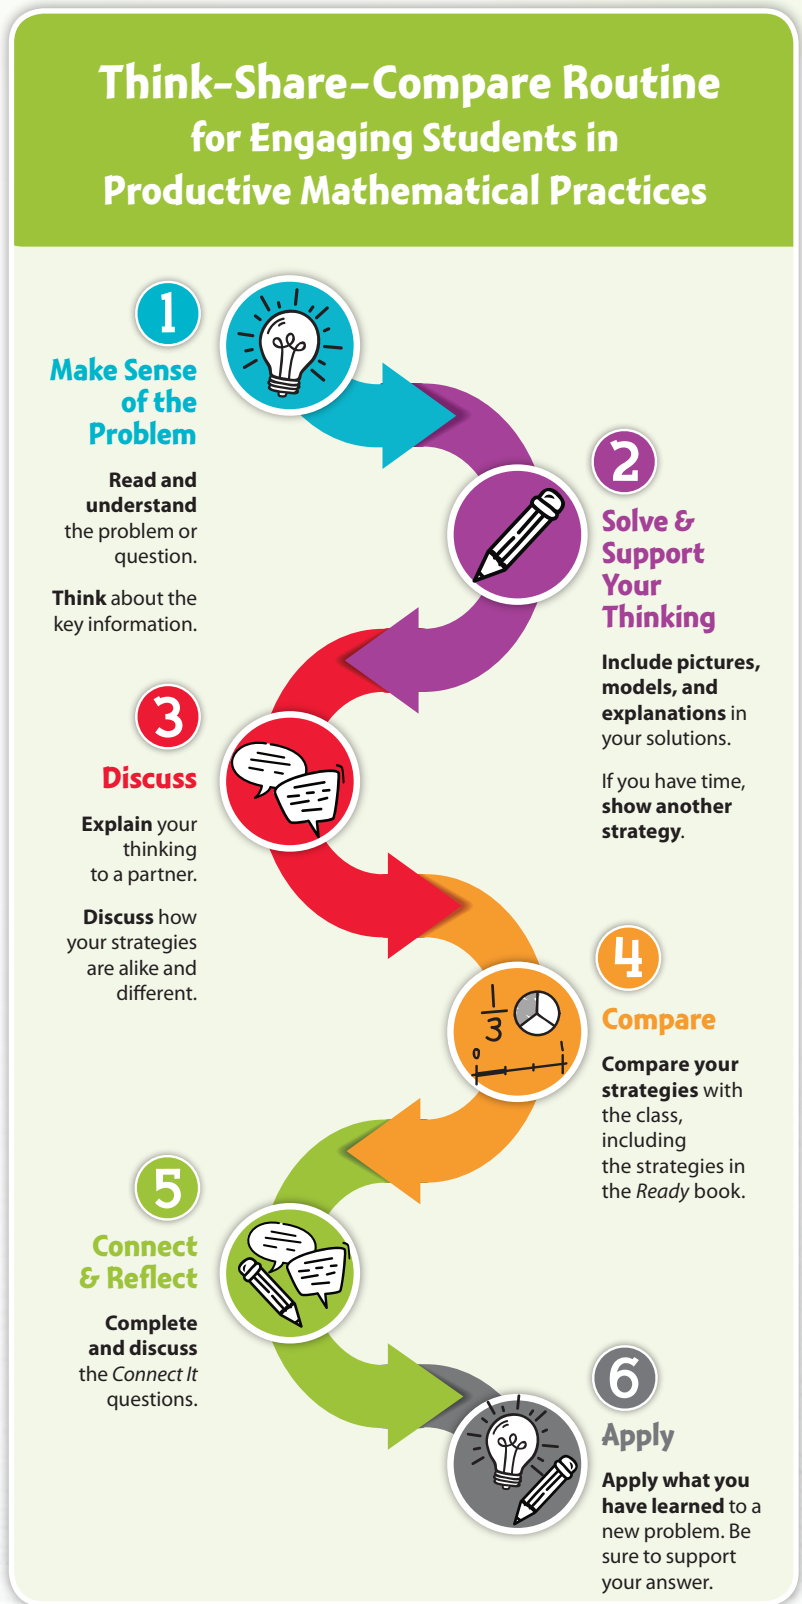 Think-Share-Compare Routine
for Engaging Students in
Productive Mathematical Practices
1
Make Sense
of the
Problem
Read and
understand
the problem or
question.
Think about the
key information.
2
Solve &
Support
Your
Thinking
Include pictures,
models, and
explanations in
your solutions.
If you have time,
show another
strategy.
3
Discuss
Explain your
thinking
to a partner.
Discuss how
your strategies
are alike and
different.
4
1
3
0
1
Compare
Compare your
strategies with
the class,
including
the strategies in
the Ready book.
5
Connect
& Reflect
Complete
and discuss
the Connect It
questions.
6
Apply
Apply what you
have learned to a
new problem. Be
sure to support
your answer.